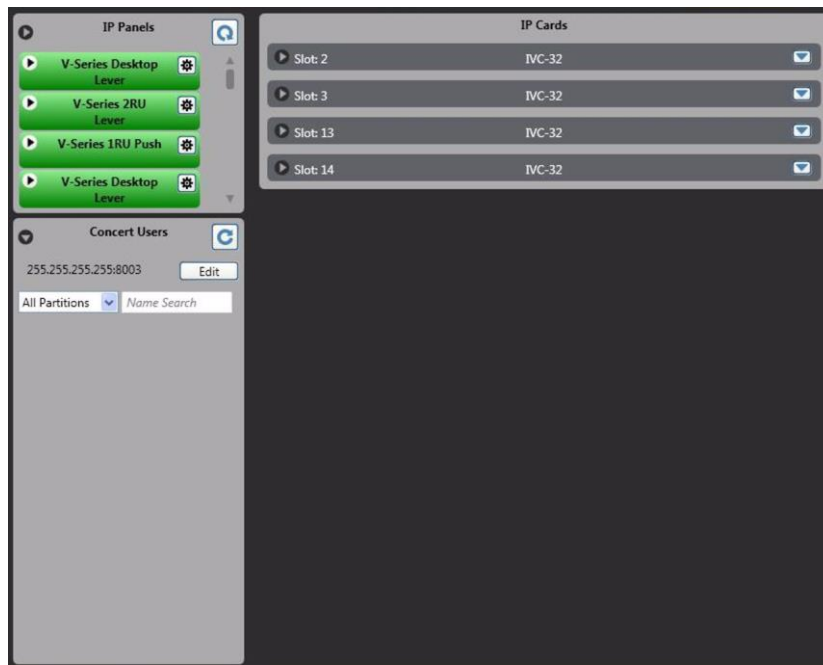 IP Panels
V-Series Desktop
Lever
V-Series 2RU
Lever
V-Series 1RU Push
V-Series Desktop
Lever
Concert Users
255.255.255.255:8003 Edit
All Partitions Name Search
IP Cards
Slot: 2 IVC-32
Slot: 3 IVC-32
Slot: 13 IVC-32
Slot: 14 IVC-32